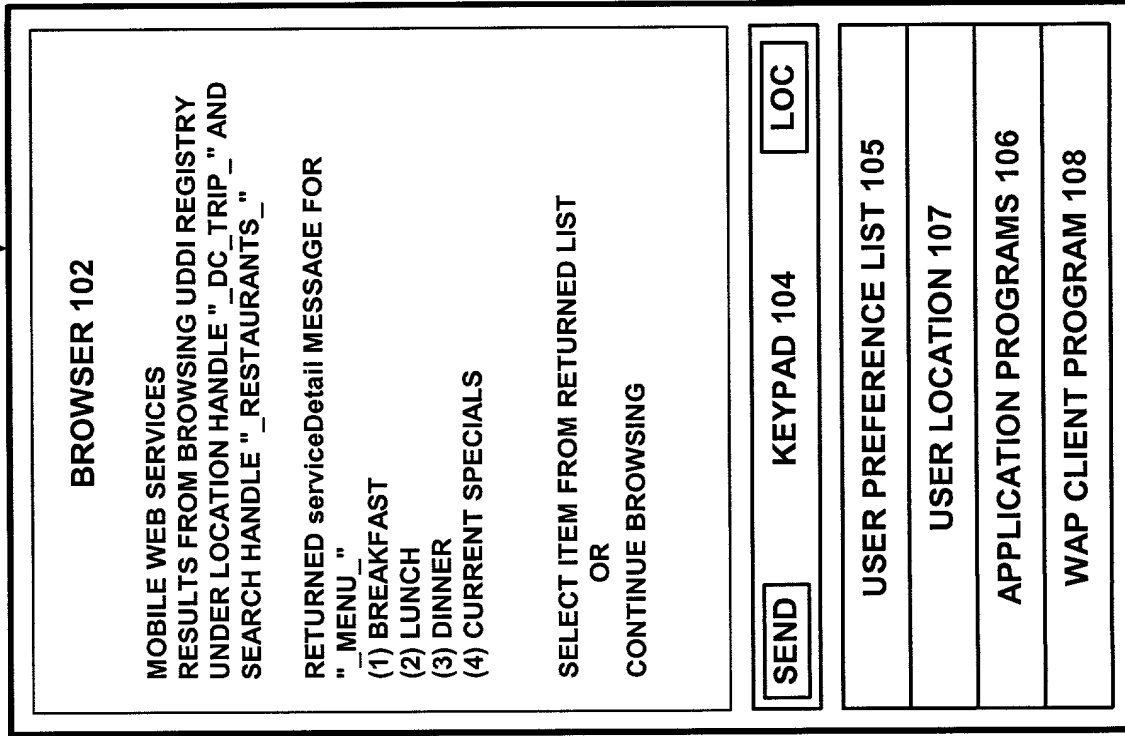 BROWSER 102
MOBILE WEB SERVICES
RESULTS FROM BROWSING UDDI REGISTRY
UNDER LOCATION HANDLE "_DC_TRIP_" AND
SEARCH HANDLE "_RESTAURANTS_"
RETURNED serviceDetail MESSAGE FOR
"_MENU_"
(1) BREAKFAST
(2) LUNCH
(3) DINNER
(4) CURRENT SPECIALS
SELECT ITEM FROM RETURNED LIST
OR
CONTINUE BROWSING
SEND KEYPAD 104 LOC
USER PREFERENCE LIST 105
USER LOCATION 107
APPLICATION PROGRAMS 106
WAP CLIENT PROGRAM 108